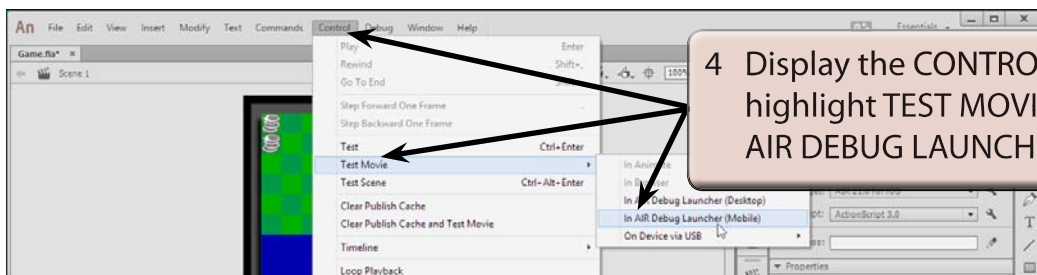 An File Edit View Insert Modify Text Commands Control Debug Window Help
Essentials
Game.fla* ×
Scene 1
100%
Play Enter
Rewind Shift+,
Go To End
Step Forward One Frame .
Step Backward One Frame
Test Ctrl+Enter
Test Movie
Test Scene Ctrl+Alt+Enter
Clear Publish Cache
Clear Publish Cache and Test Movie
Timeline
Loop Playback
In Animate
In Browser
In AIR Debug Launcher (Desktop)
In AIR Debug Launcher (Mobile)
On Device via USB
4 Display the CONTRO
highlight TEST MOVI
AIR DEBUG LAUNCH
ActionScript 3.0
Properties